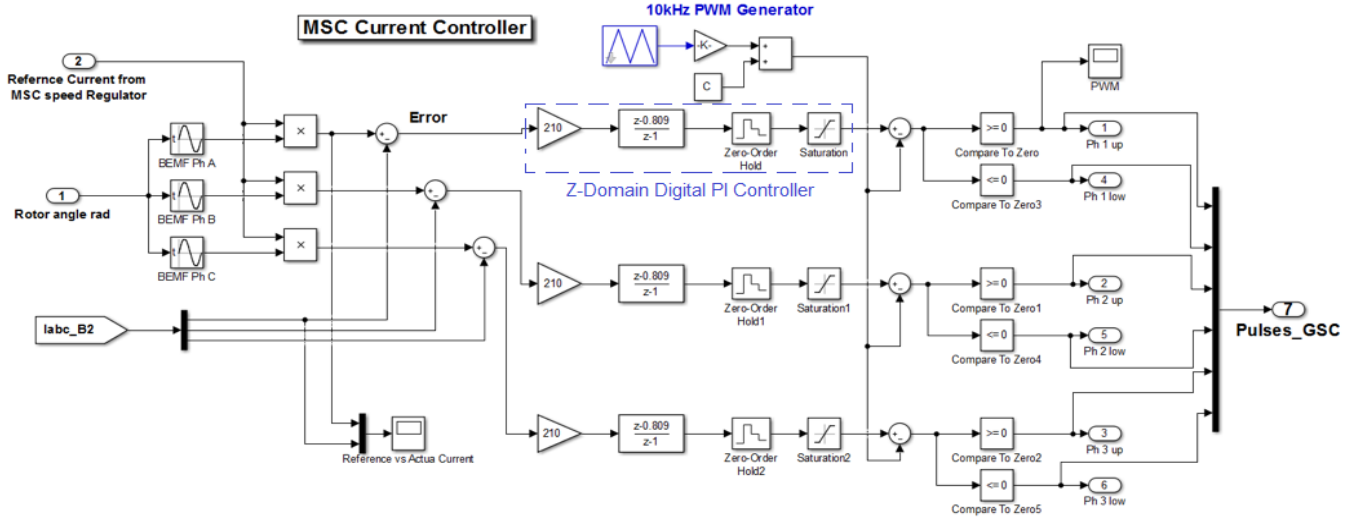 10kHz PWM Generator
MSC Current Controller
-K-
+
+
C
2
Refernce Current from
MSC speed Regulator
PWM
Error
210
z-0.809
z-1
>= 0
1
×
+
-
t
BEMF Ph A
Zero-Order
Hold
Saturation
+
-
Compare To Zero
Ph 1 up
Z-Domain Digital PI Controller
<= 0
4
Compare To Zero3
Ph 1 low
1
Rotor angle rad
t
BEMF Ph B
×
+
-
t
BEMF Ph C
×
+
-
210
z-0.809
z-1
Zero-Order
Hold1
Saturation1
+
-
>= 0
2
Compare To Zero1
Ph 2 up
Iabc_B2
<= 0
5
Compare To Zero4
Ph 2 low
7
Pulses_GSC
Reference vs Actua Current
210
z-0.809
z-1
Zero-Order
Hold2
Saturation2
+
-
>= 0
3
Compare To Zero2
Ph 3 up
<= 0
6
Compare To Zero5
Ph 3 low